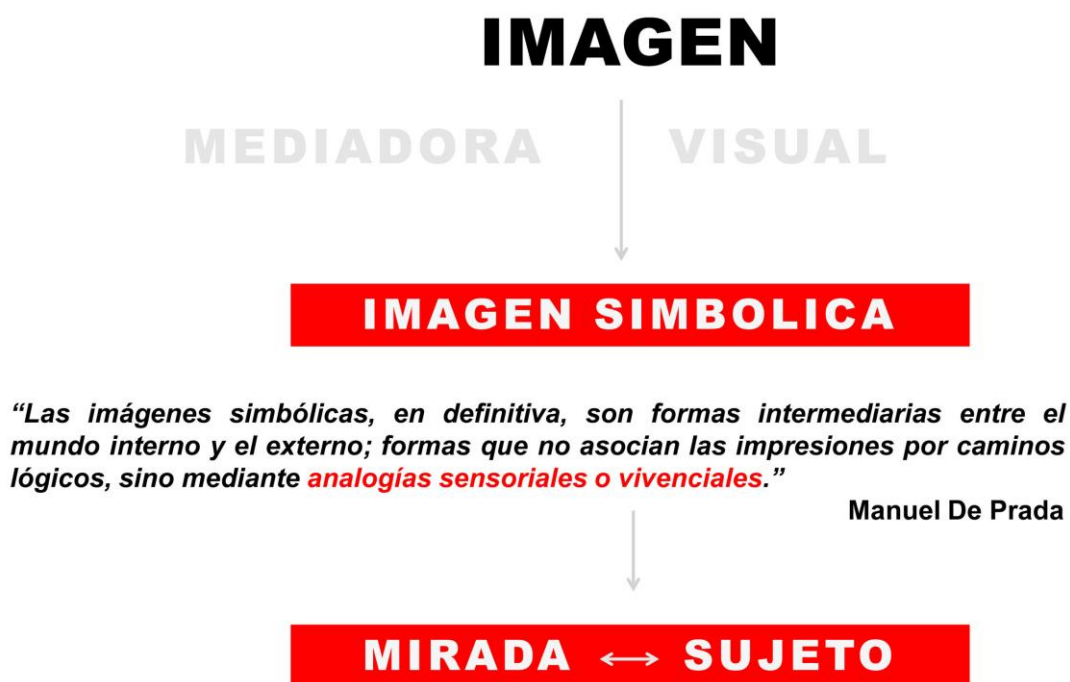 IMAGEN
MEDIADORA VISUAL
IMAGEN SIMBOLICA
“Las imágenes simbólicas, en definitiva, son formas intermediarias entre el
mundo interno y el externo; formas que no asocian las impresiones por caminos
lógicos, sino mediante analogías sensoriales o vivenciales.”
Manuel De Prada
MIRADA ↔ SUJETO